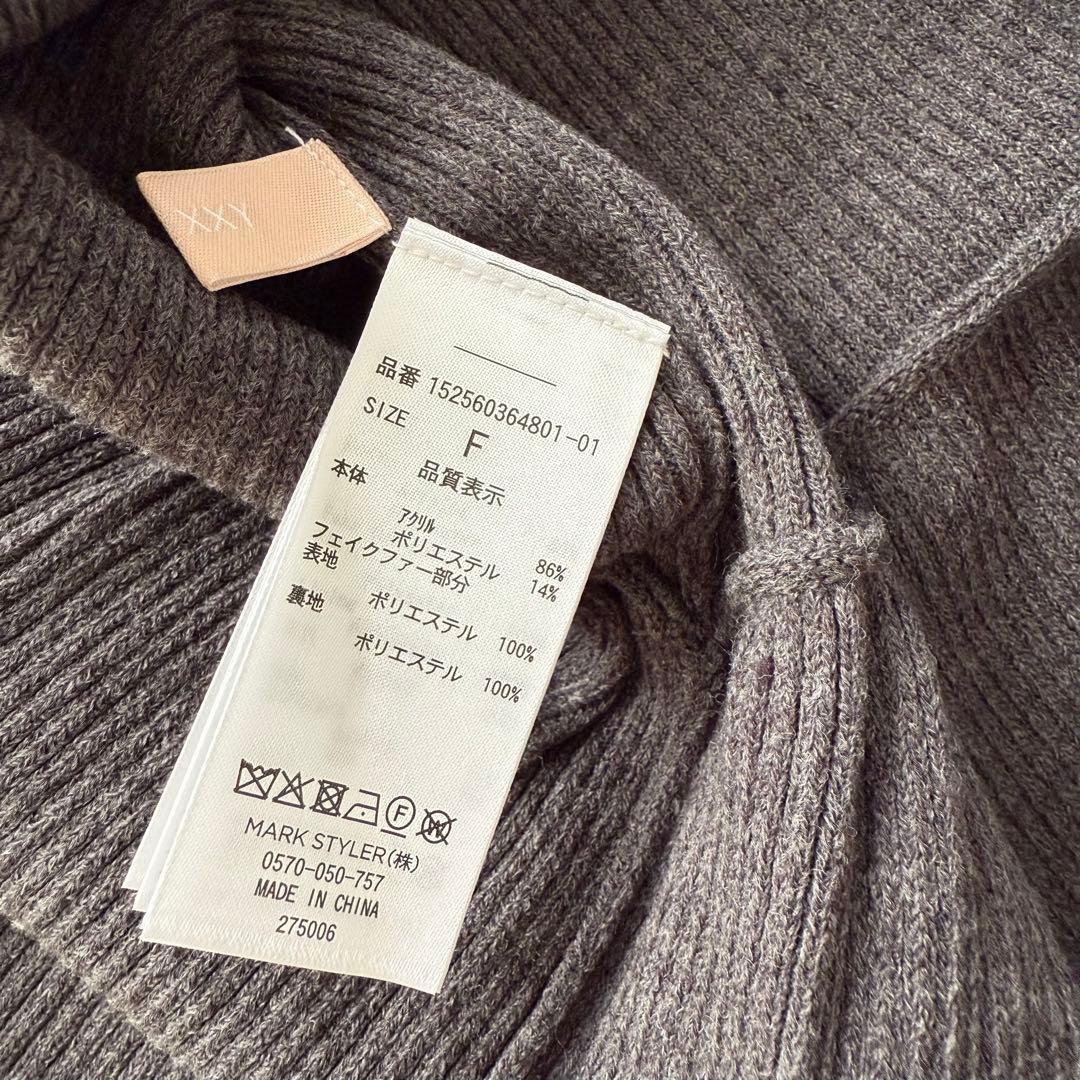 XXY
品番 152560364801-01
SIZE F
品質表示
本体
アクリル 86%
ポリエステル 14%
フェイクファー部分
表地
ポリエステル 100%
裏地
ポリエステル 100%
MARK STYLER(株)
0570-050-757
MADE IN CHINA
275006